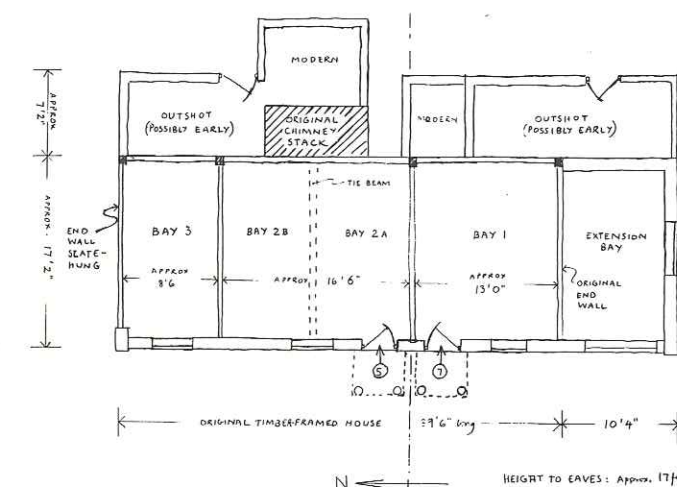 MODERN
APPROX
7'2"
OUTSHOT
(POSSIBLY EARLY)
ORIGINAL
CHIMNEY
STACK
MODERN
OUTSHOT
(POSSIBLY EARLY)
TIE BEAM
APPROX.
17'2"
END
WALL
SLATE-
HUNG
BAY 3
BAY 2B
BAY 2A
BAY 1
EXTENSION
BAY
APPROX
8'6
APPROX 16'6"
APPROX
13'0"
ORIGINAL
END
WALL
5
7
ORIGINAL TIMBER-FRAMED HOUSE 39'6" long
10'4"
N
HEIGHT TO EAVES: Approx. 17